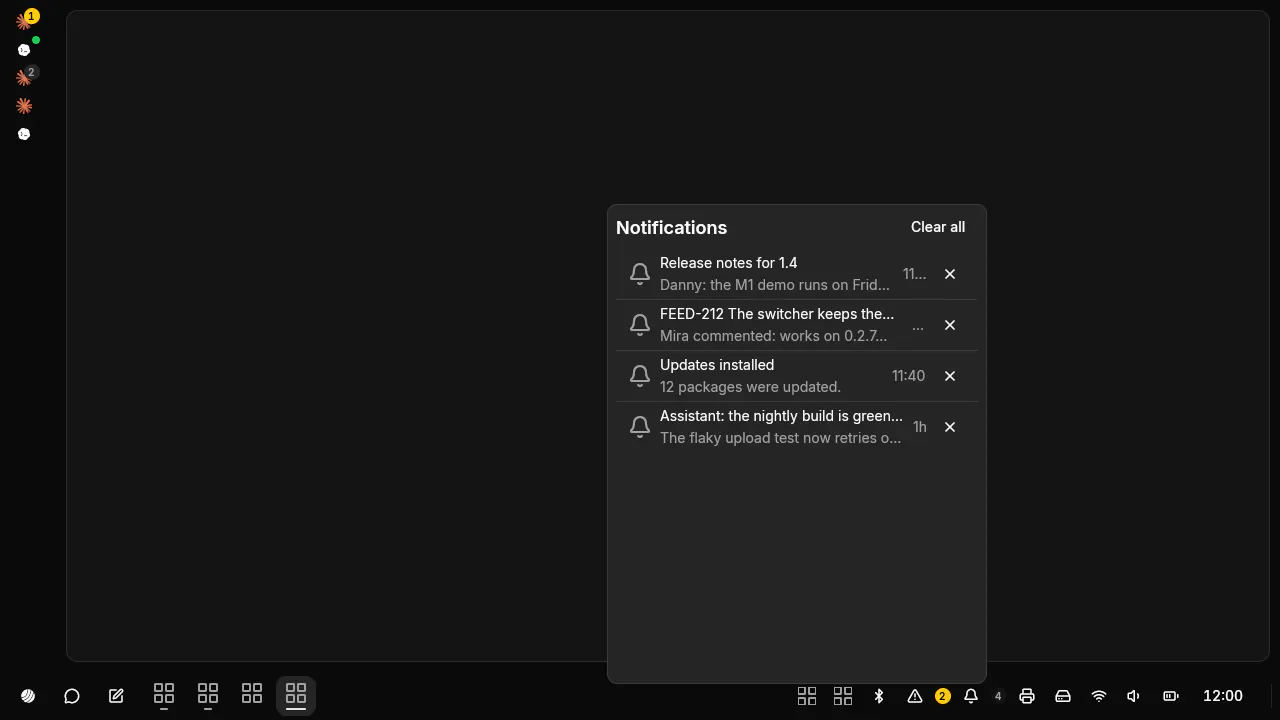 1
2
Notifications
Clear all
Release notes for 1.4
Danny: the M1 demo runs on Frid...
11...
FEED-212 The switcher keeps the...
Mira commented: works on 0.2.7...
...
Updates installed
12 packages were updated.
11:40
Assistant: the nightly build is green...
The flaky upload test now retries o...
1h
2
4
12:00